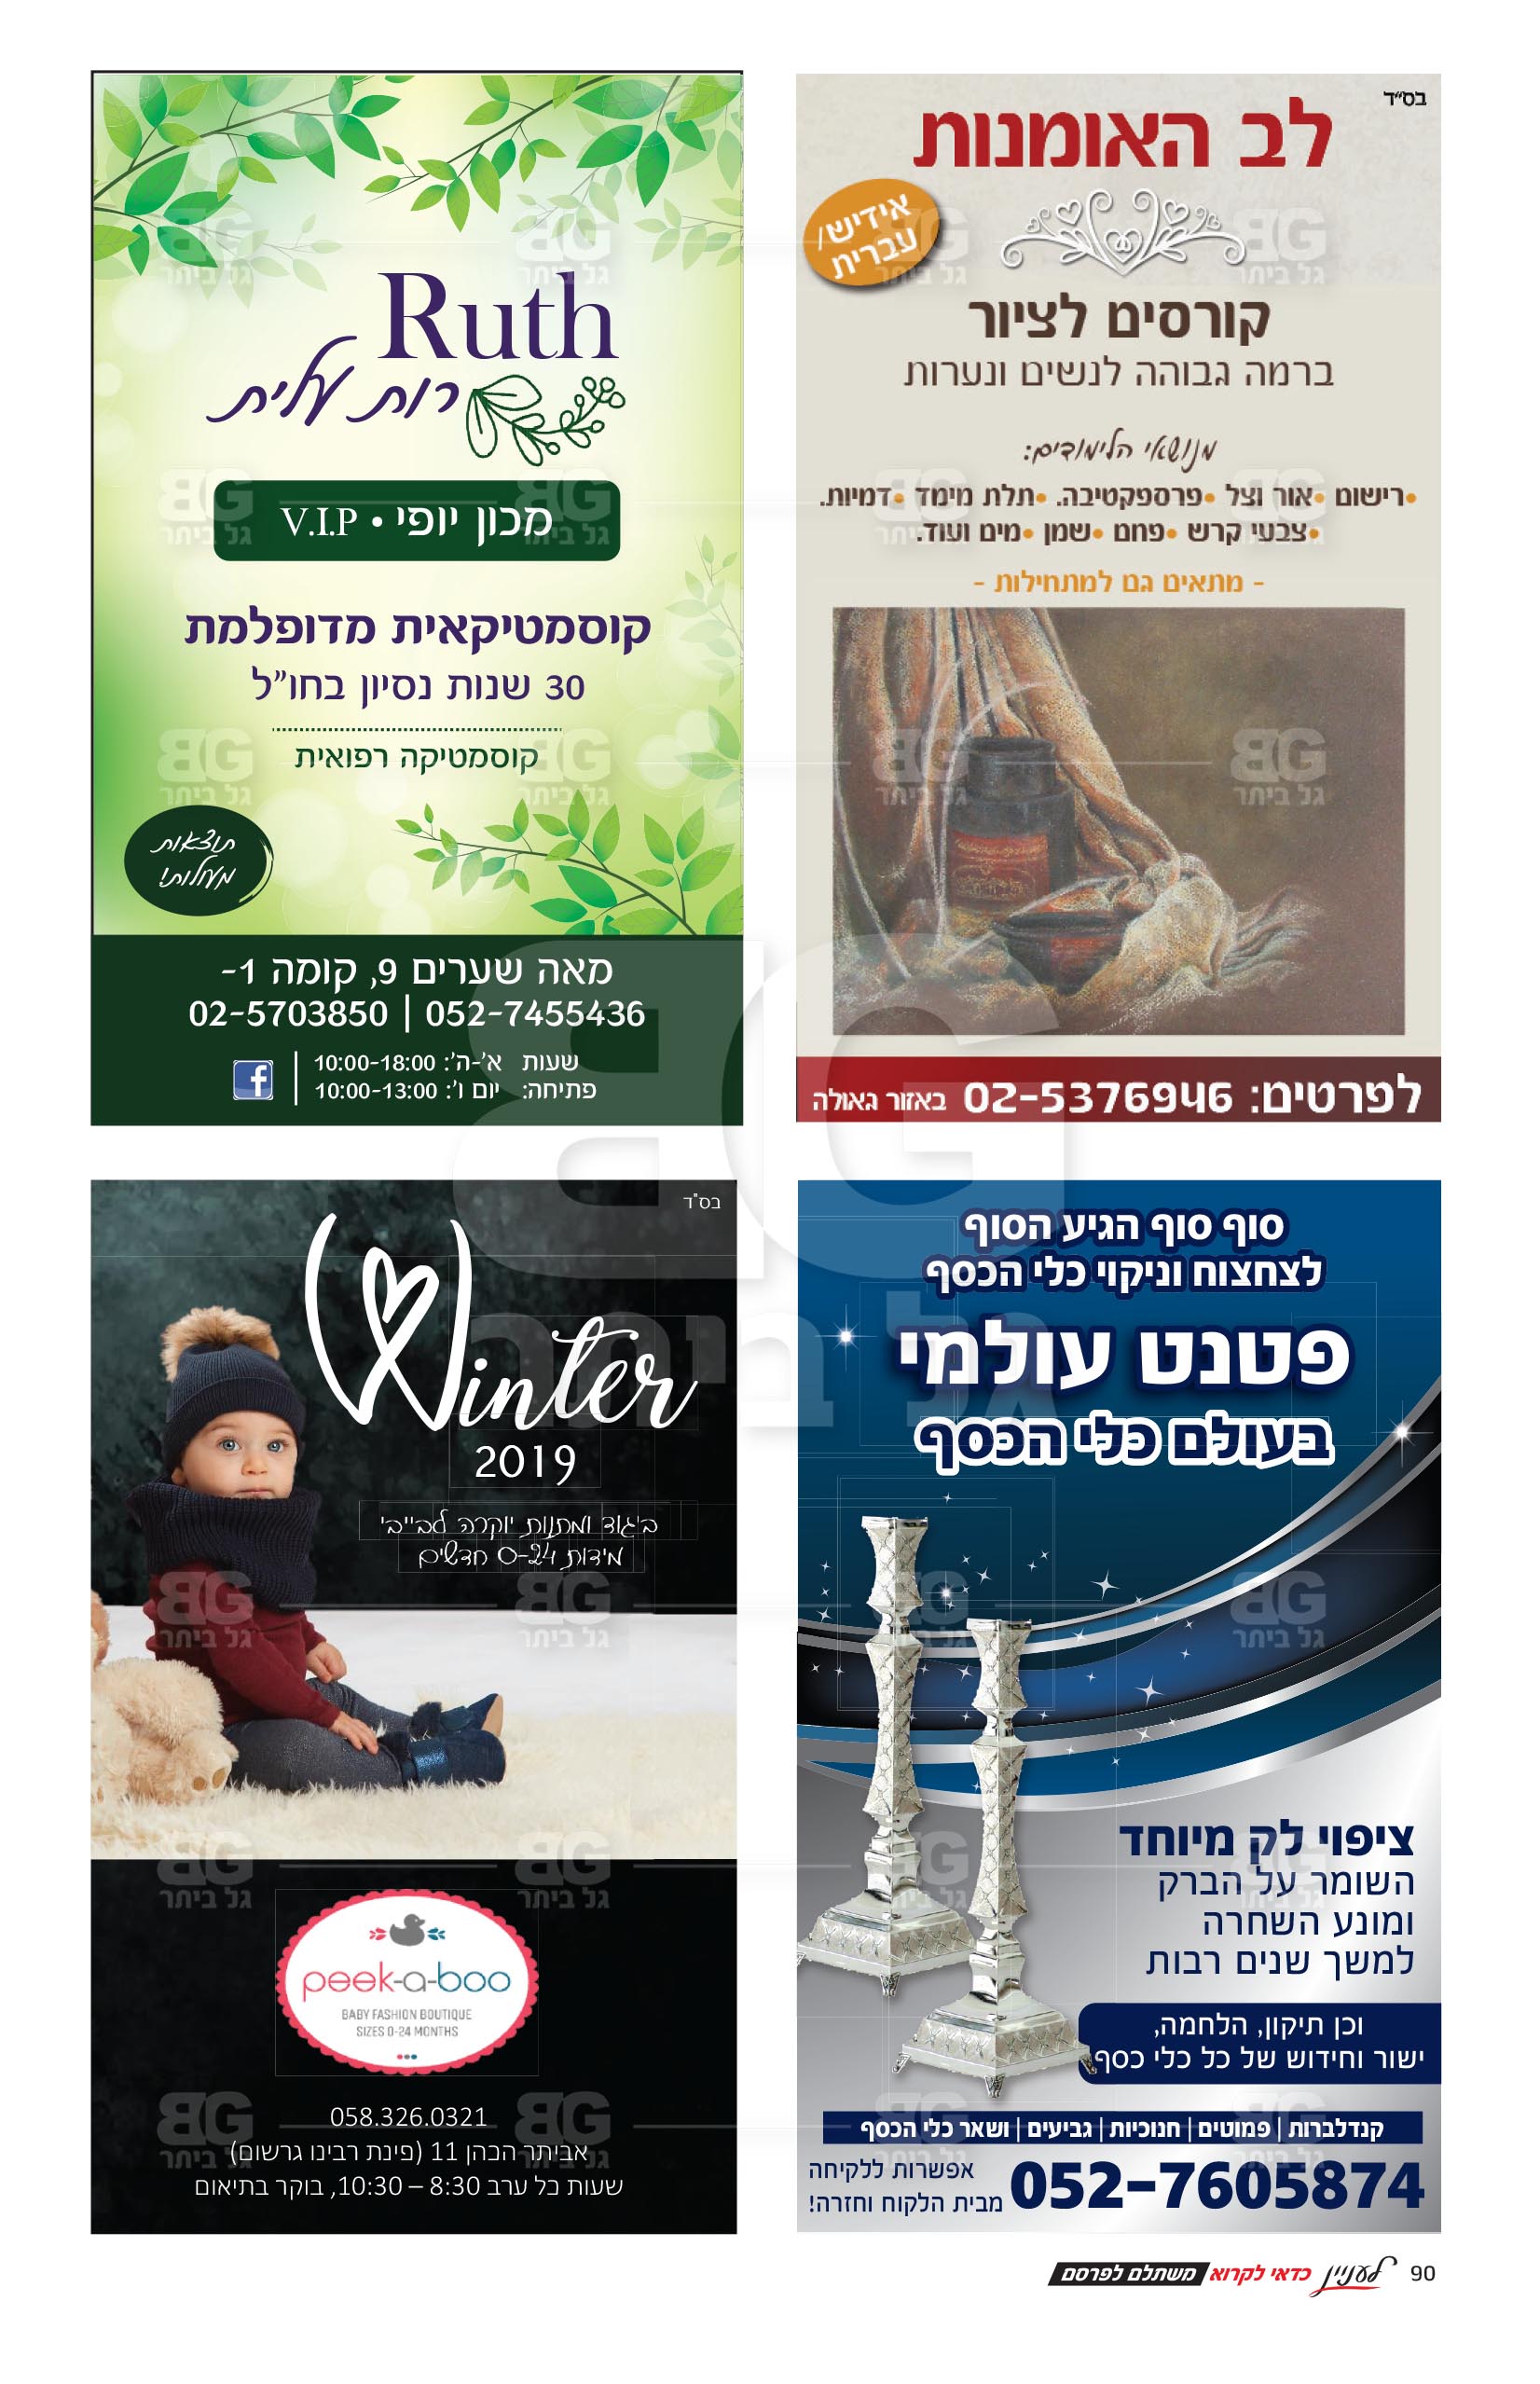 בס"ד
לב האומנות
אידיש/
עברית
קורסים לציור
ברמה גבוהה לנשים ונערות
מנושאי הלימודים:
•רישום •אור וצל •פרספקטיבה. •תלת מימד •דמיות.
•צבעי קרש •פחם •שמן •מים ועוד.
- מתאים גם למתחילות -
לפרטים: 02-5376946 באזור גאולה
Ruth
רות עלית
מכון יופי • V.I.P
קוסמטיקאית מדופלמת
30 שנות נסיון בחו"ל
קוסמטיקה רפואית
תוצאות
מעולות!
מאה שערים 9, קומה 1-
02-5703850 | 052-7455436
שעות א'-ה': 10:00-18:00
פתיחה: יום ו': 10:00-13:00
סוף סוף הגיע הסוף
לצחצוח וניקוי כלי הכסף
פטנט עולמי
בעולם כלי הכסף
ציפוי לק מיוחד
השומר על הברק
ומונע השחרה
למשך שנים רבות
וכן תיקון, הלחמה,
ישור וחידוש של כל כלי כסף
קנדלברות | פמוטים | חנוכיות | גביעים | ושאר כלי הכסף
052-7605874
אפשרות ללקיחה
מבית הלקוח וחזרה!
בס"ד
Winter
2019
ביגוד ומתנות יוקרה לבייבי
מידות 0-24 חדשים
peek-a-boo
BABY FASHION BOUTIQUE
SIZES 0-24 MONTHS
058.326.0321
אביתר הכהן 11 (פינת רבינו גרשום)
שעות כל ערב 8:30 – 10:30, בוקר בתיאום
90 לעניין כדאי לקרוא משתלם לפרסם
BG
גל ביתר